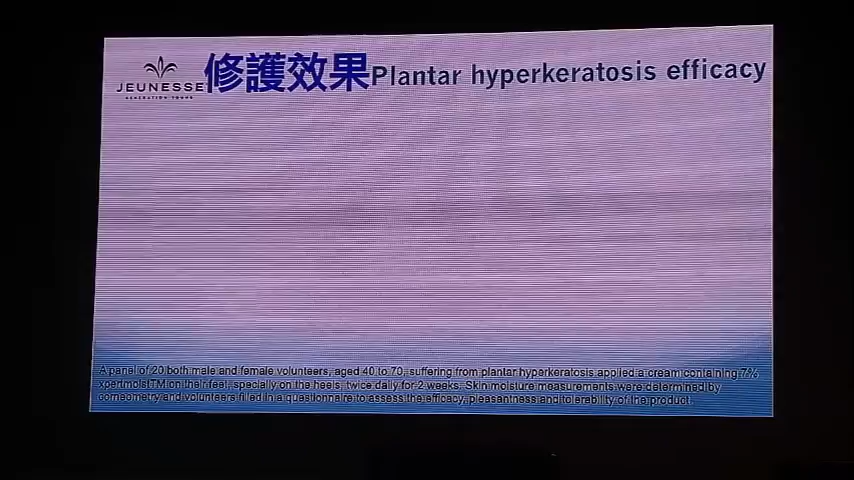 JEUNESSE
GENERATION YOUNG
修護效果Plantar hyperkeratosis efficacy
A panel of 20 both male and female volunteers, aged 40 to 70, suffering from plantar hyperkeratosis applied a cream containing 7%
xpertmoist(TM) on their feet, specially on the heels, twice daily for 2 weeks. Skin moisture measurements were determined by
corneometry and volunteers filled in a questionnaire to assess the efficacy, pleasantness and tolerability of the product.